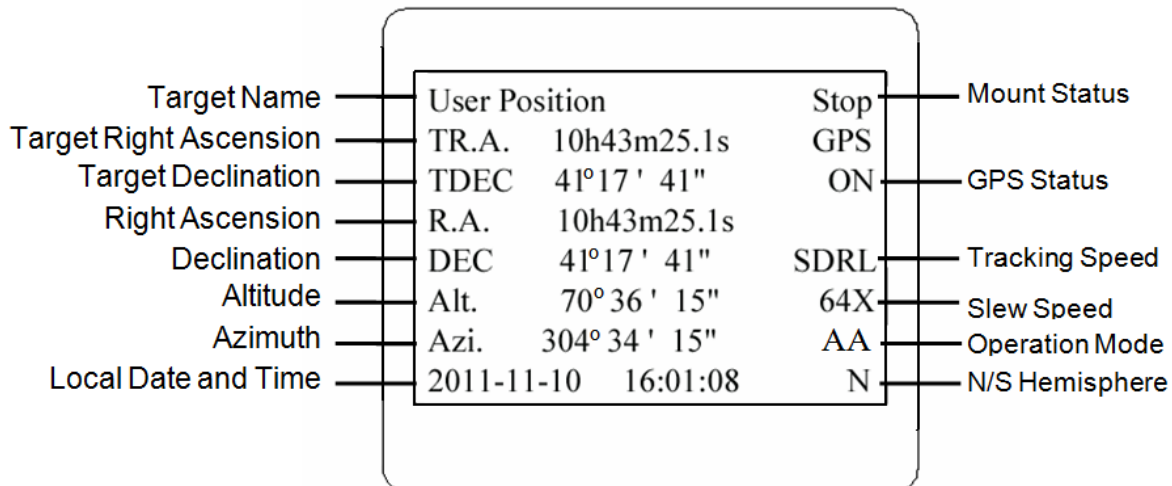 Target Name User Position Stop Mount Status
Target Right Ascension TR.A. 10h43m25.1s GPS
Target Declination TDEC 41º17 ' 41" ON GPS Status
Right Ascension R.A. 10h43m25.1s
Declination DEC 41º17 ' 41" SDRL Tracking Speed
Altitude Alt. 70º 36 ' 15" 64X Slew Speed
Azimuth Azi. 304º 34 ' 15" AA Operation Mode
Local Date and Time 2011-11-10 16:01:08 N N/S Hemisphere